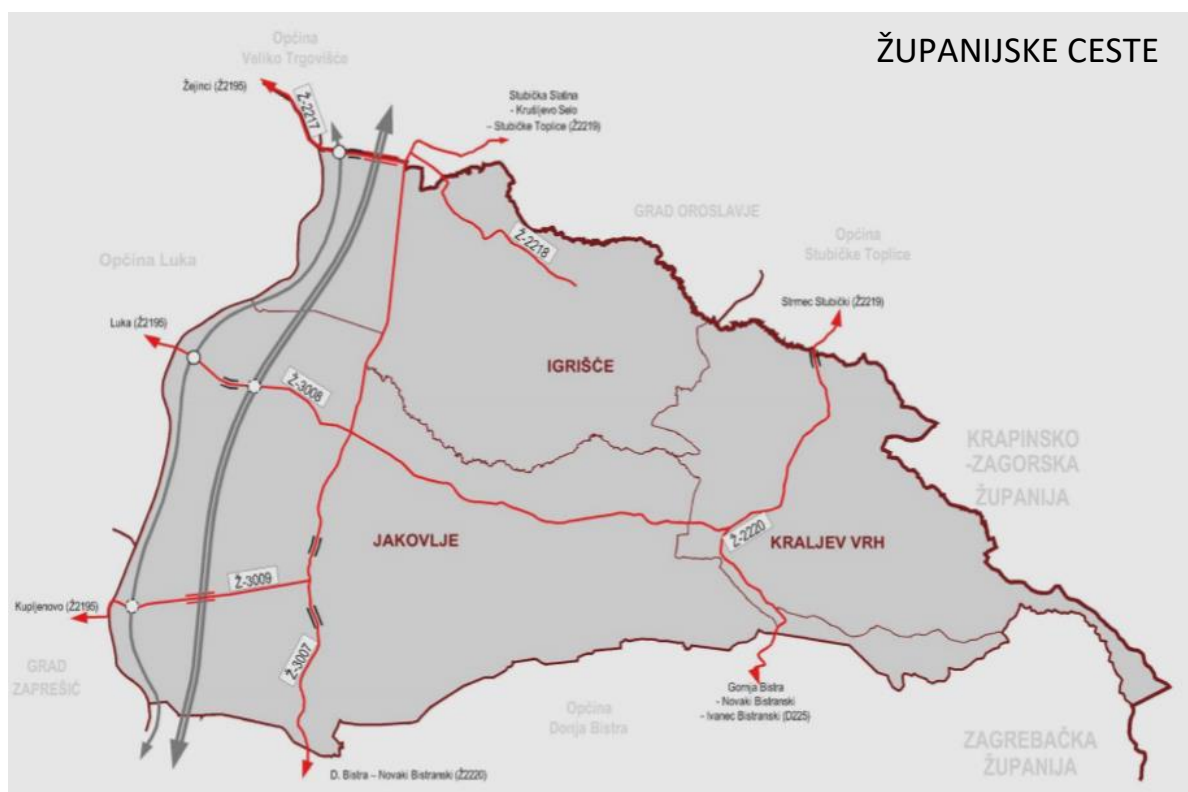 ŽUPANIJSKE CESTE
Općina
Veliko Trgovišće
Žejinci (Ž2195)
Ž-2217
Stubička Slatina
- Krušljevo Selo
- Stubičke Toplice (Ž2219)
GRAD OROSLAVJE
Općina
Stubičke Toplice
Ž-2218
Općina Luka
Strmec Stubički (Ž2219)
Luka (Ž2195)
IGRIŠĆE
Ž-3008
KRAPINSKO
-ZAGORSKA
ŽUPANIJA
JAKOVLJE
Ž-2220
KRALJEV VRH
Ž-3009
Kupljenovo (Ž2195)
Ž-3007
GRAD
ZAPREŠIĆ
Gornja Bistra
- Novaki Bistranski
- Ivanec Bistranski (D225)
Općina
Donja Bistra
ZAGREBAČKA
ŽUPANIJA
D. Bistra – Novaki Bistranski (Ž2220)